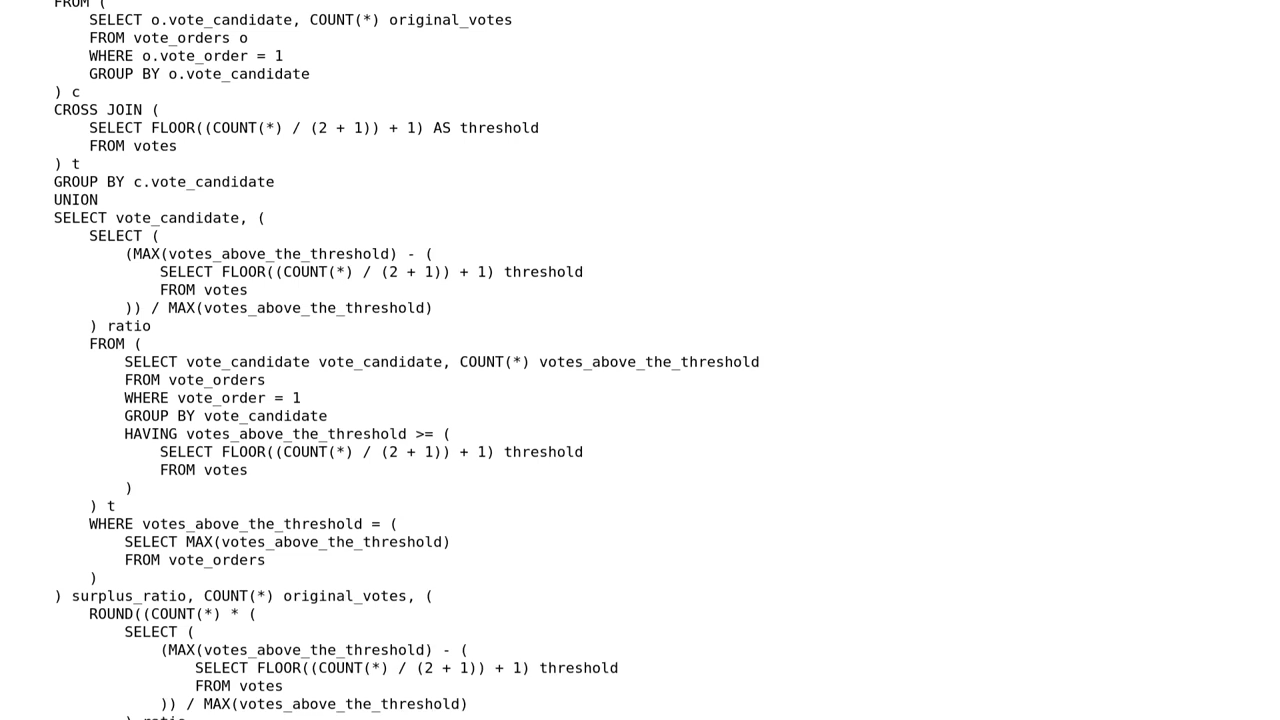 FROM (
SELECT o.vote_candidate, COUNT(*) original_votes
FROM vote_orders o
WHERE o.vote_order = 1
GROUP BY o.vote_candidate
) c
CROSS JOIN (
SELECT FLOOR((COUNT(*) / (2 + 1)) + 1) AS threshold
FROM votes
) t
GROUP BY c.vote_candidate
UNION
SELECT vote_candidate, (
SELECT (
(MAX(votes_above_the_threshold) - (
SELECT FLOOR((COUNT(*) / (2 + 1)) + 1) threshold
FROM votes
)) / MAX(votes_above_the_threshold)
) ratio
FROM (
SELECT vote_candidate vote_candidate, COUNT(*) votes_above_the_threshold
FROM vote_orders
WHERE vote_order = 1
GROUP BY vote_candidate
HAVING votes_above_the_threshold >= (
SELECT FLOOR((COUNT(*) / (2 + 1)) + 1) threshold
FROM votes
)
) t
WHERE votes_above_the_threshold = (
SELECT MAX(votes_above_the_threshold)
FROM vote_orders
)
) surplus_ratio, COUNT(*) original_votes, (
ROUND((COUNT(*) * (
SELECT (
(MAX(votes_above_the_threshold) - (
SELECT FLOOR((COUNT(*) / (2 + 1)) + 1) threshold
FROM votes
)) / MAX(votes_above_the_threshold)
) ratio